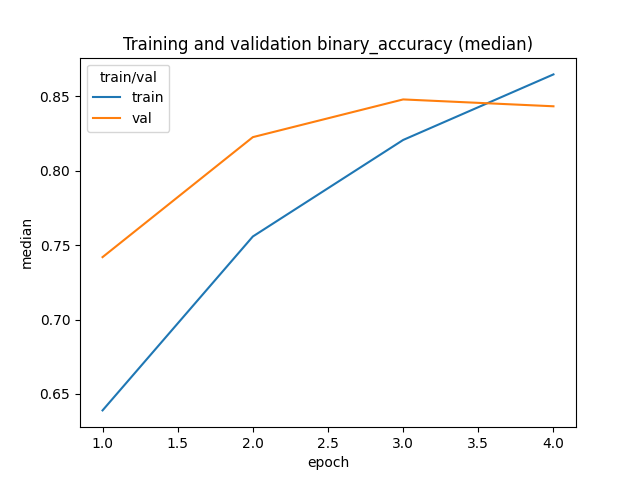 Training and validation binary_accuracy (median)
train/val
train
val
0.85
0.80
0.75
0.70
0.65
median
1.0
1.5
2.0
2.5
3.0
3.5
4.0
epoch